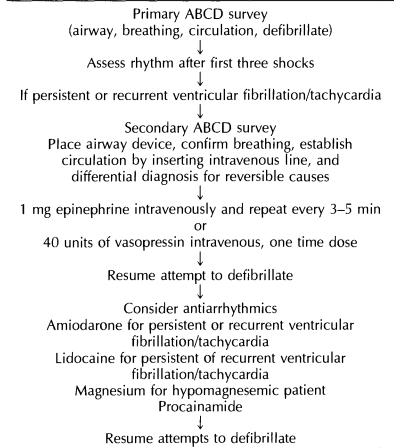 Primary ABCD survey
(airway, breathing, circulation, defibrillate)
↓
Assess rhythm after first three shocks
↓
If persistent or recurrent ventricular fibrillation/tachycardia
↓
Secondary ABCD survey
Place airway device, confirm breathing, establish
circulation by inserting intravenous line, and
differential diagnosis for reversible causes
↓
1 mg epinephrine intravenously and repeat every 3–5 min
or
40 units of vasopressin intravenous, one time dose
↓
Resume attempt to defibrillate
↓
Consider antiarrhythmics
Amiodarone for persistent or recurrent ventricular
fibrillation/tachycardia
Lidocaine for persistent of recurrent ventricular
fibrillation/tachycardia
Magnesium for hypomagnesemic patient
Procainamide
↓
Resume attempts to defibrillate